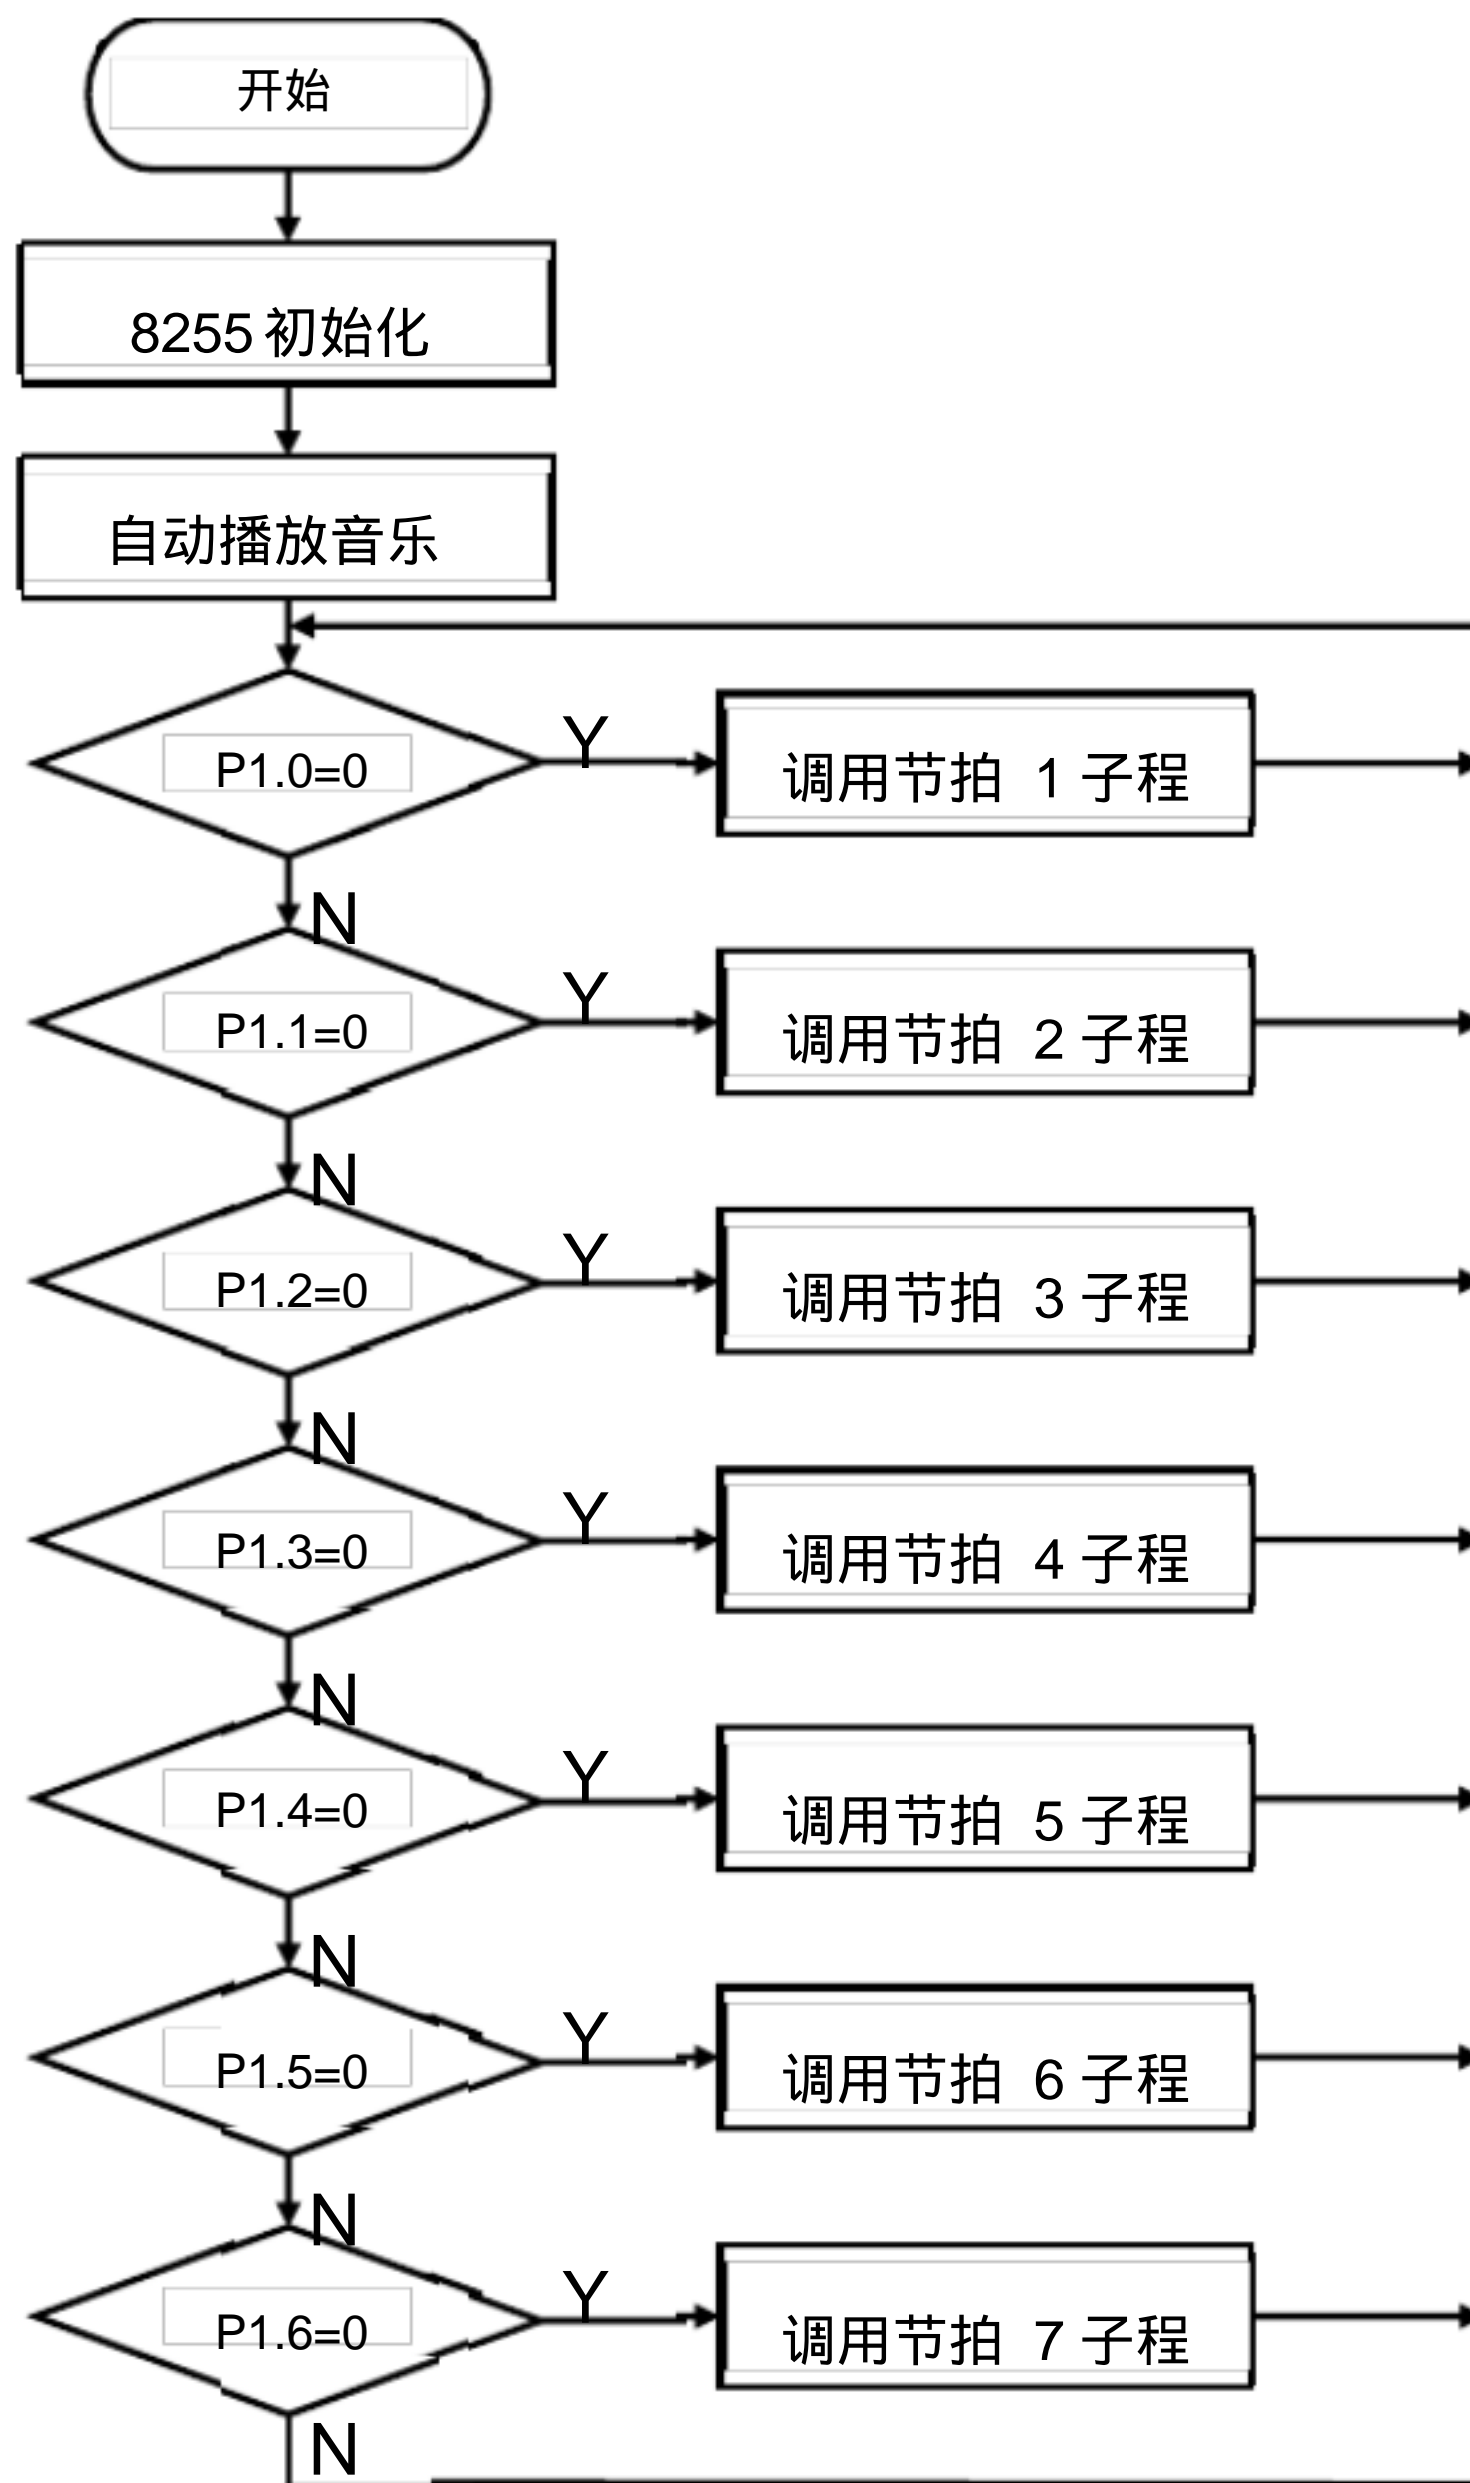 开始
8255 初始化
自动播放音乐
P1.0=0
Y
调用节拍 1 子程
N
P1.1=0
Y
调用节拍 2 子程
N
P1.2=0
Y
调用节拍 3 子程
N
P1.3=0
Y
调用节拍 4 子程
N
P1.4=0
Y
调用节拍 5 子程
N
P1.5=0
Y
调用节拍 6 子程
N
P1.6=0
Y
调用节拍 7 子程
N